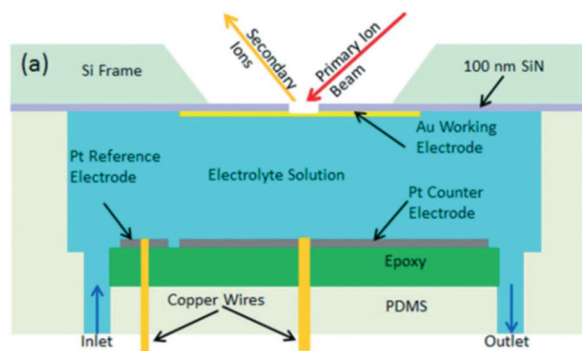 (a)
Si Frame
Secondary
Ions
Primary Ion
Beam
100 nm SiN
Au Working
Electrode
Pt Reference
Electrode
Electrolyte Solution
Pt Counter
Electrode
Epoxy
Copper Wires
PDMS
Inlet
Outlet